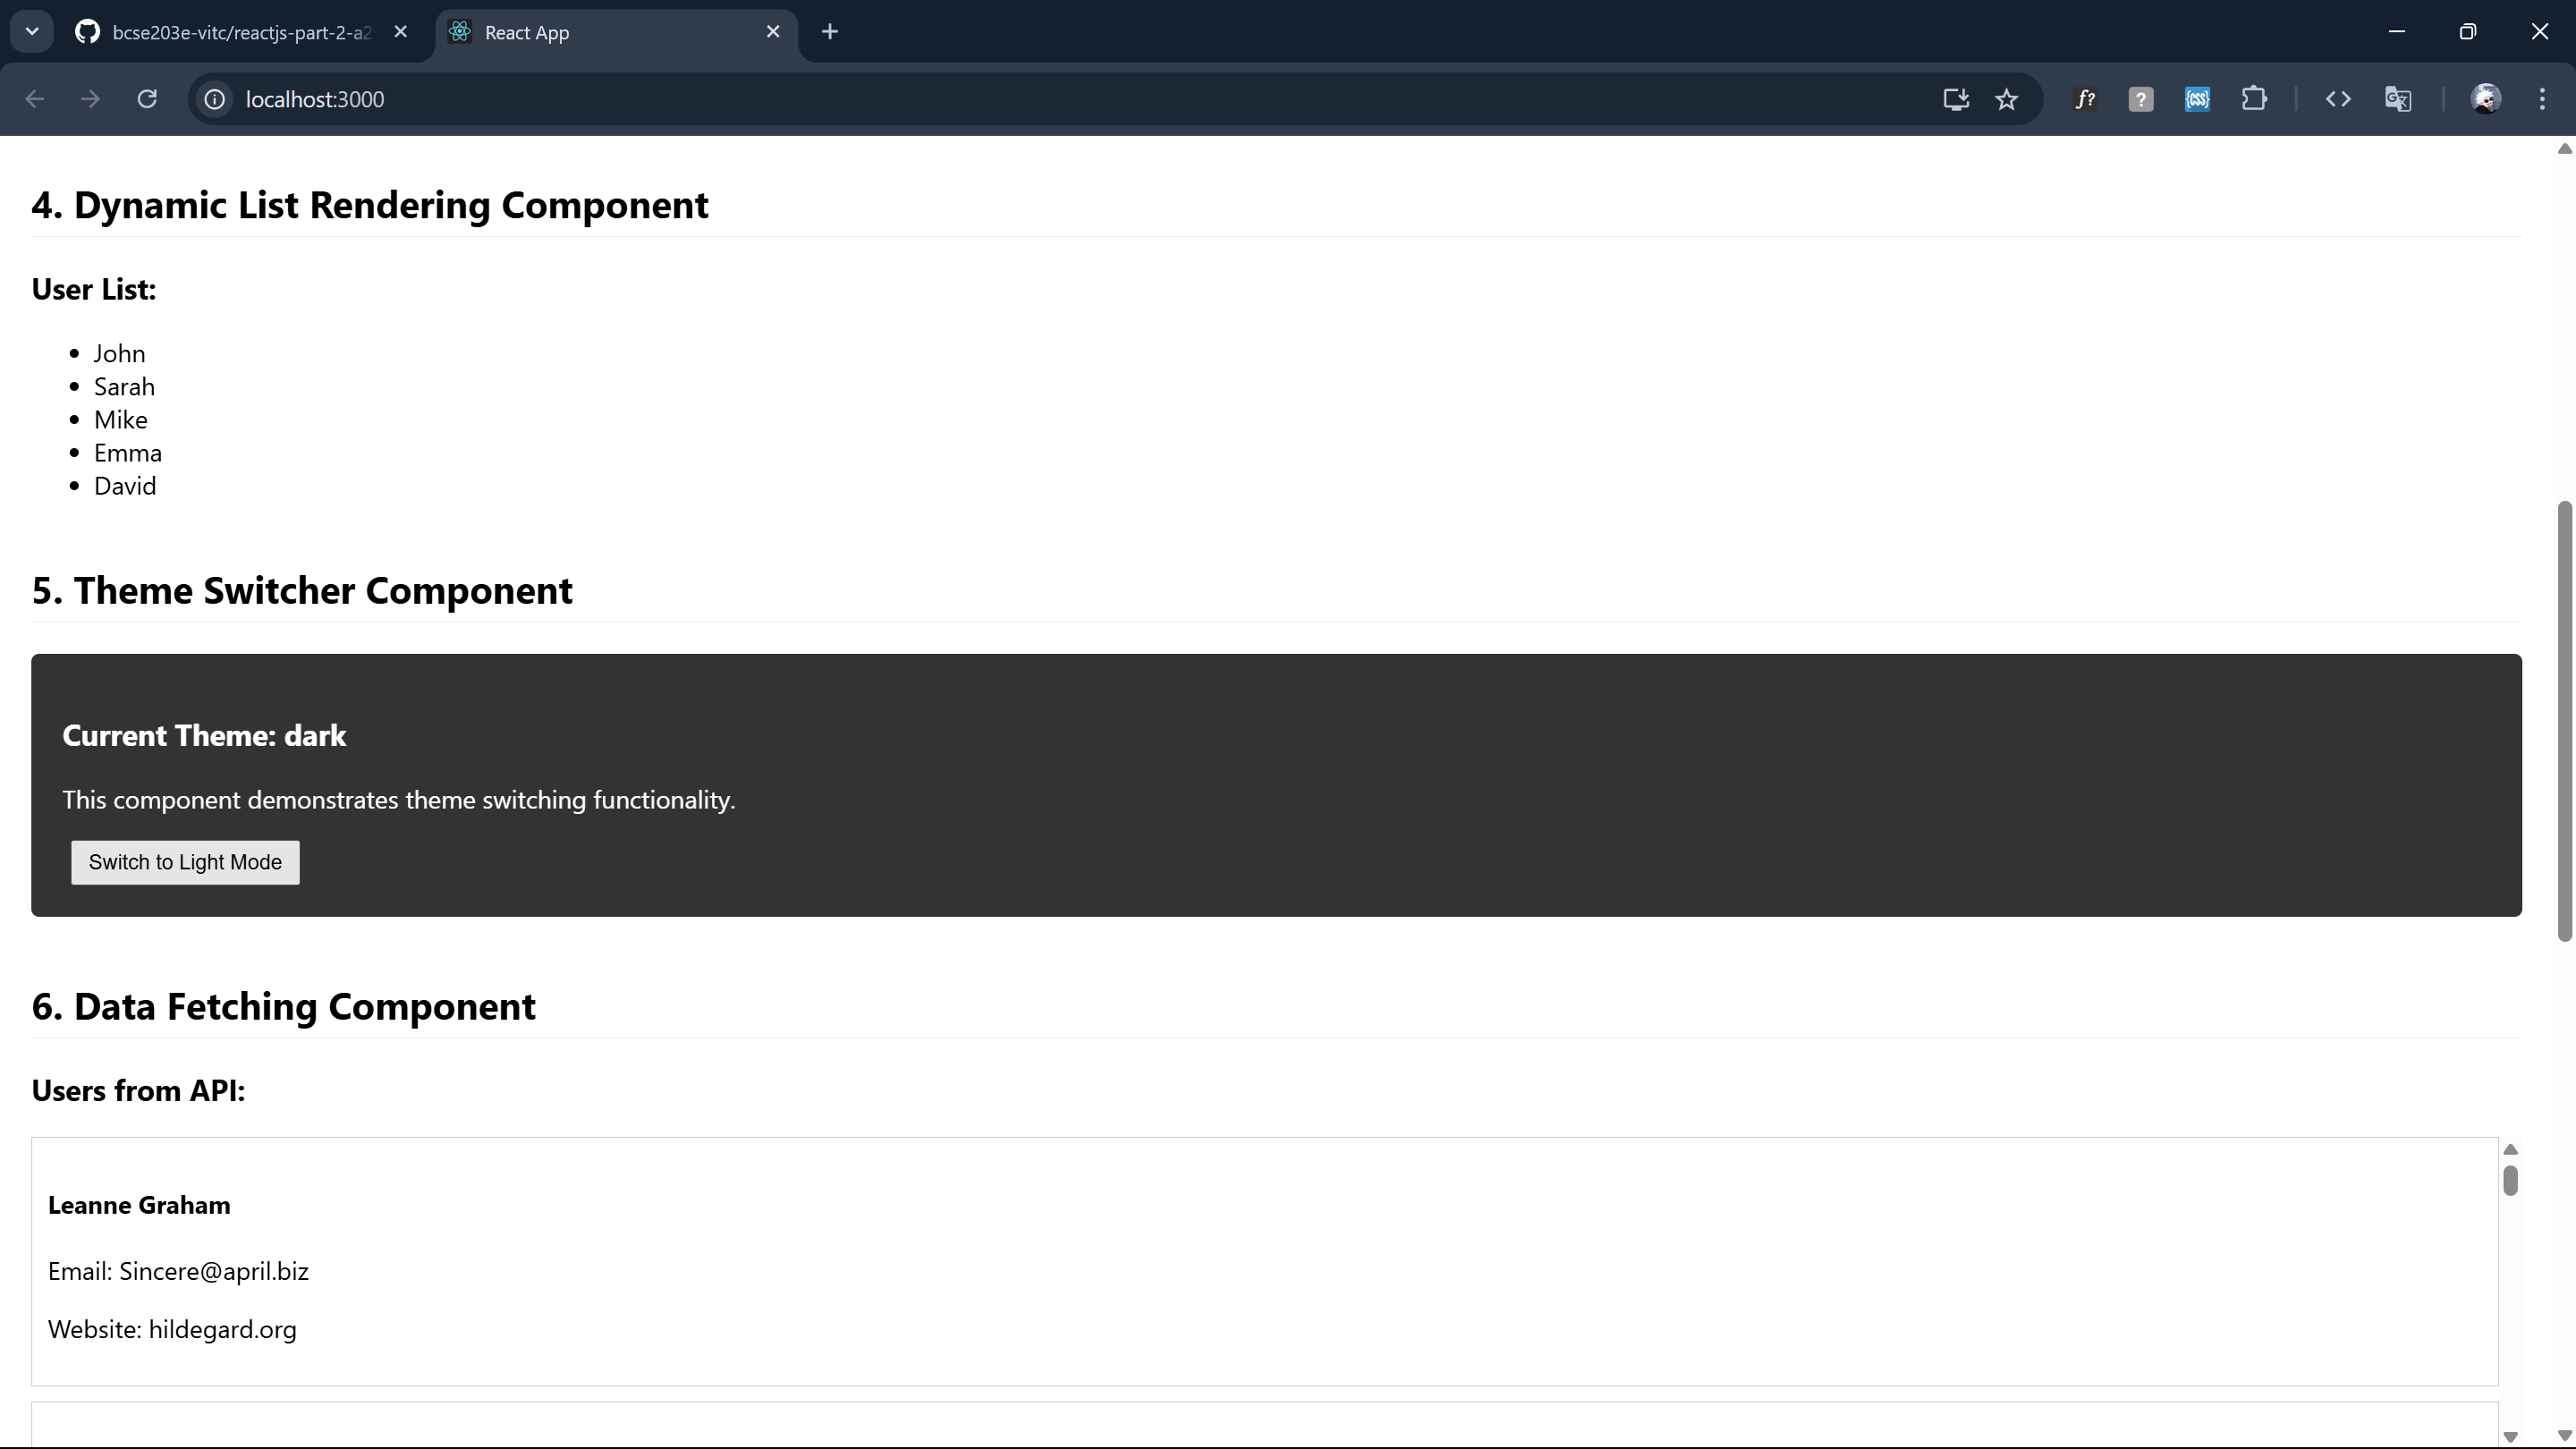 bcse203e-vitc/reactjs-part-2-a2
React App
localhost:3000
f?
?
{CSS}
4. Dynamic List Rendering Component
User List:
John
Sarah
Mike
Emma
David
5. Theme Switcher Component
Current Theme: dark
This component demonstrates theme switching functionality.
Switch to Light Mode
6. Data Fetching Component
Users from API:
Leanne Graham
Email: Sincere@april.biz
Website: hildegard.org